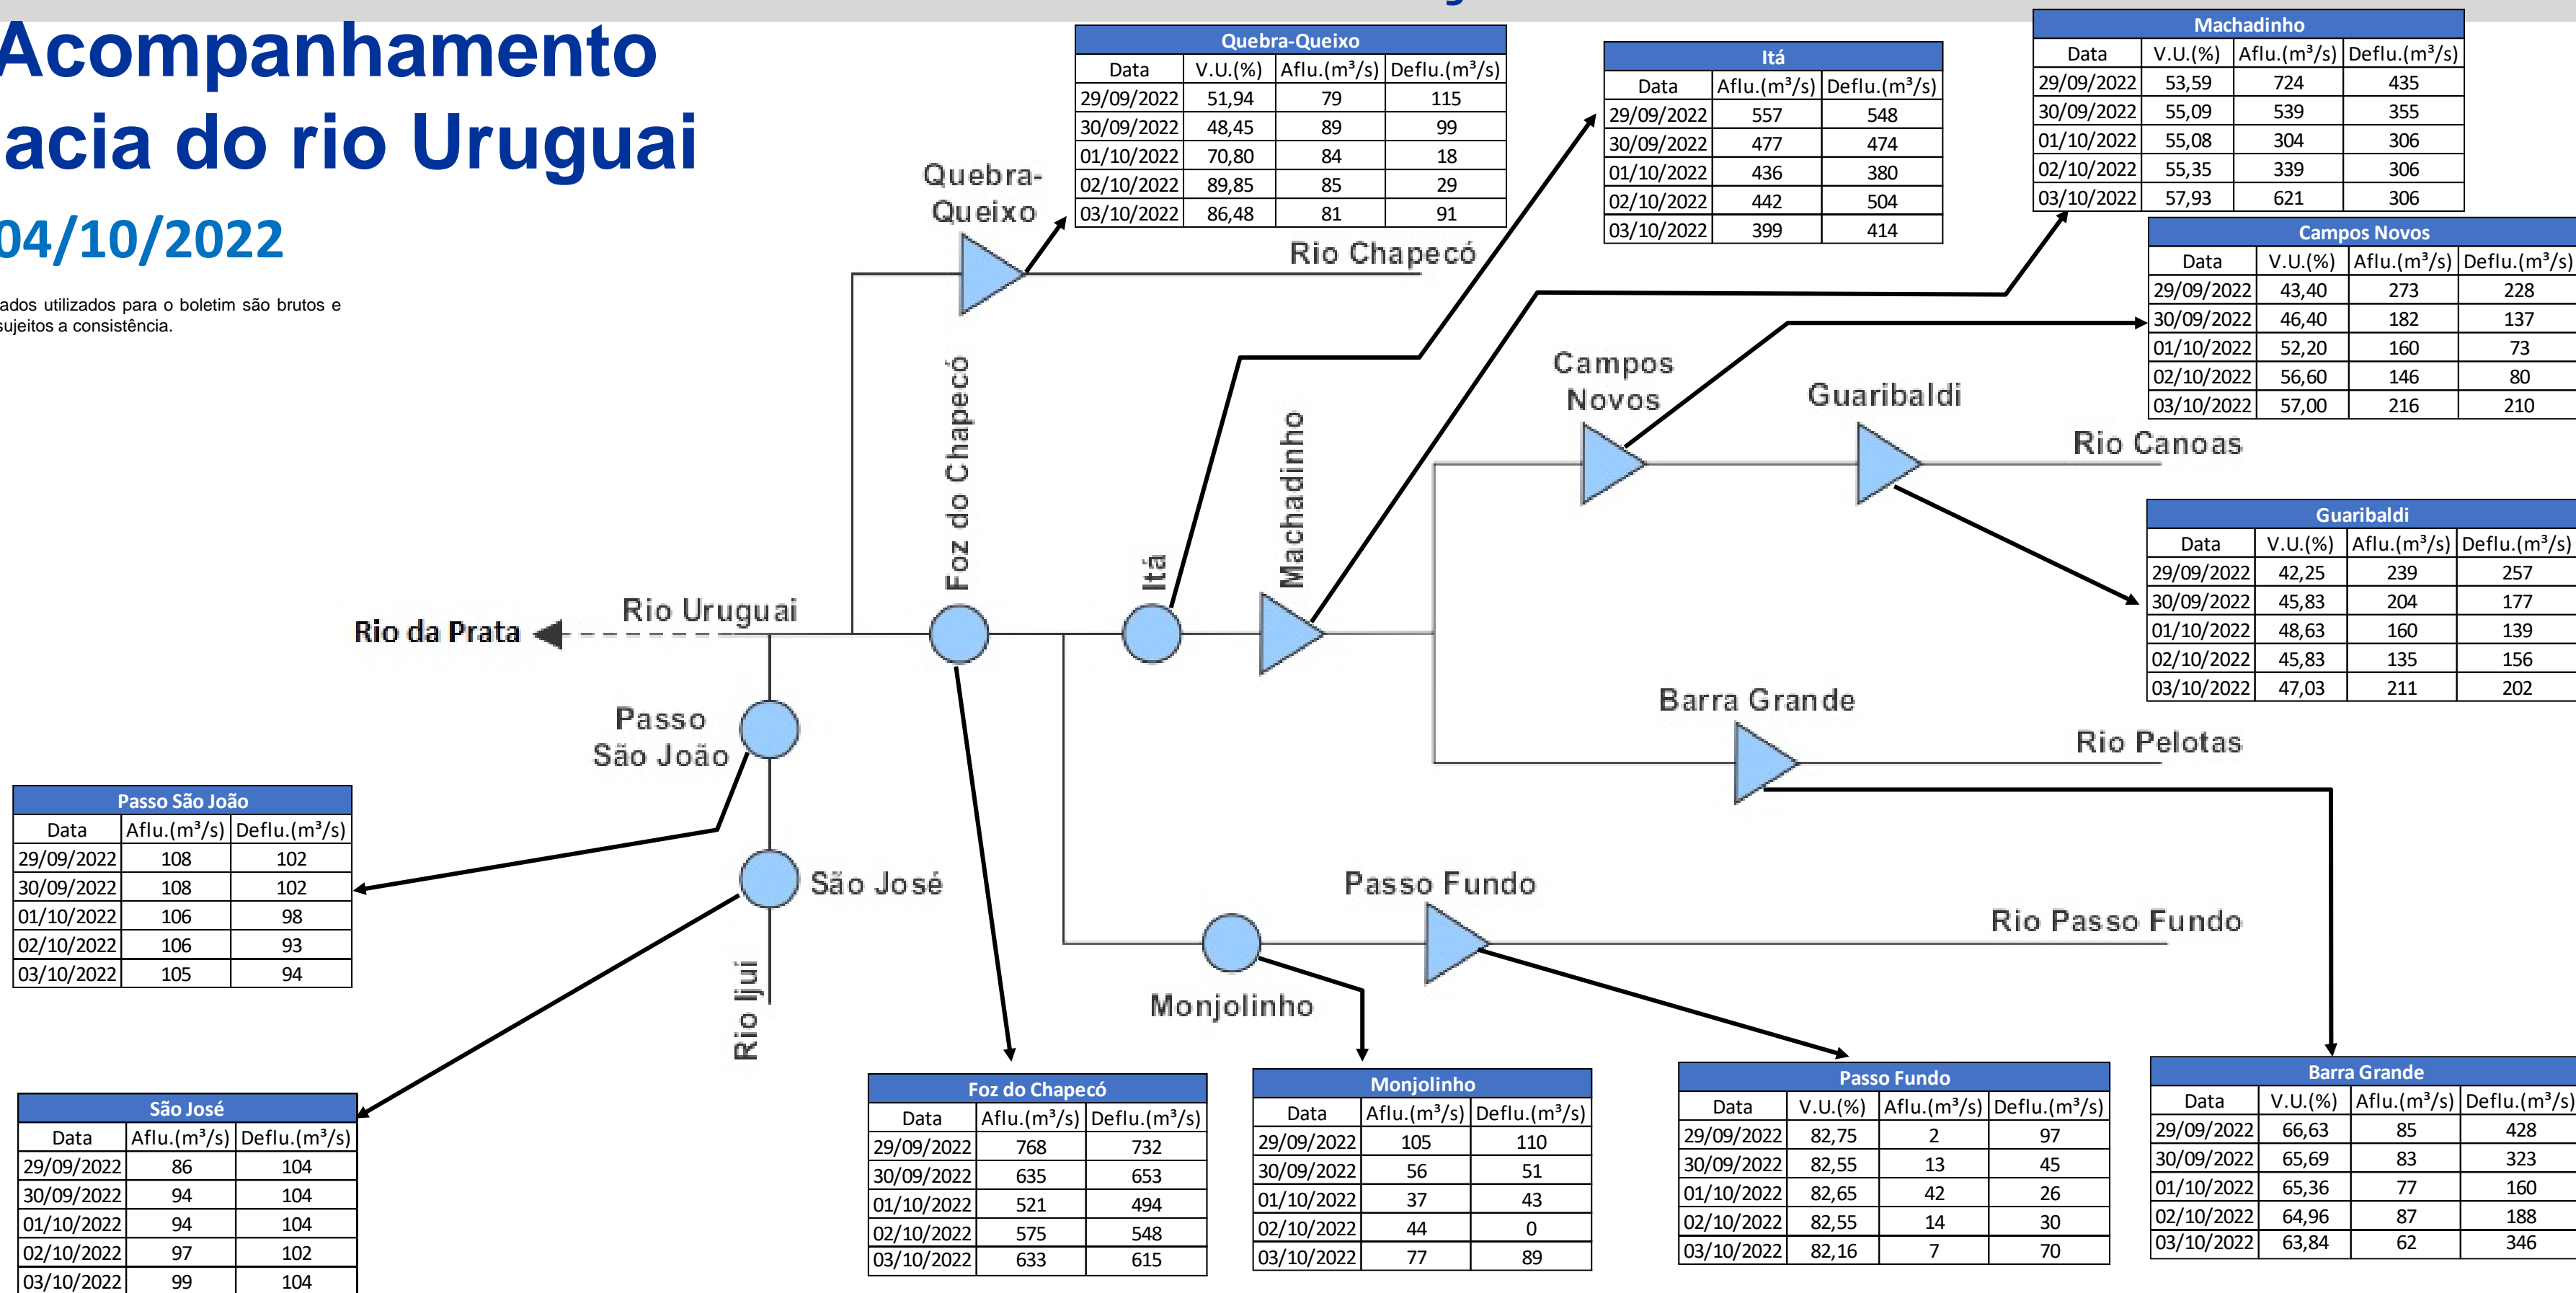 Acompanhamento
acia do rio Uruguai
04/10/2022
ados utilizados para o boletim são brutos e
sujeitos a consistência.
Quebra-Queixo
Data V.U.(%) Aflu.(m³/s) Deflu.(m³/s)
29/09/2022 51,94 79 115
30/09/2022 48,45 89 99
01/10/2022 70,80 84 18
02/10/2022 89,85 85 29
03/10/2022 86,48 81 91
Itá
Data Aflu.(m³/s) Deflu.(m³/s)
29/09/2022 557 548
30/09/2022 477 474
01/10/2022 436 380
02/10/2022 442 504
03/10/2022 399 414
Machadinho
Data V.U.(%) Aflu.(m³/s) Deflu.(m³/s)
29/09/2022 53,59 724 435
30/09/2022 55,09 539 355
01/10/2022 55,08 304 306
02/10/2022 55,35 339 306
03/10/2022 57,93 621 306
Campos Novos
Data V.U.(%) Aflu.(m³/s) Deflu.(m³/s)
29/09/2022 43,40 273 228
30/09/2022 46,40 182 137
01/10/2022 52,20 160 73
02/10/2022 56,60 146 80
03/10/2022 57,00 216 210
Quebra-
Queixo
Rio Chapecó
Foz do Chapecó
Itá
Machadinho
Campos
Novos
Guaribaldi
Rio Canoas
Guaribaldi
Data V.U.(%) Aflu.(m³/s) Deflu.(m³/s)
29/09/2022 42,25 239 257
30/09/2022 45,83 204 177
01/10/2022 48,63 160 139
02/10/2022 45,83 135 156
03/10/2022 47,03 211 202
Rio da Prata
Rio Uruguai
Barra Grande
Rio Pelotas
Passo
São João
São José
Rio Ijuí
Passo Fundo
Rio Passo Fundo
Monjolinho
Passo São João
Data Aflu.(m³/s) Deflu.(m³/s)
29/09/2022 108 102
30/09/2022 108 102
01/10/2022 106 98
02/10/2022 106 93
03/10/2022 105 94
São José
Data Aflu.(m³/s) Deflu.(m³/s)
29/09/2022 86 104
30/09/2022 94 104
01/10/2022 94 104
02/10/2022 97 102
03/10/2022 99 104
Foz do Chapecó
Data Aflu.(m³/s) Deflu.(m³/s)
29/09/2022 768 732
30/09/2022 635 653
01/10/2022 521 494
02/10/2022 575 548
03/10/2022 633 615
Monjolinho
Data Aflu.(m³/s) Deflu.(m³/s)
29/09/2022 105 110
30/09/2022 56 51
01/10/2022 37 43
02/10/2022 44 0
03/10/2022 77 89
Passo Fundo
Data V.U.(%) Aflu.(m³/s) Deflu.(m³/s)
29/09/2022 82,75 2 97
30/09/2022 82,55 13 45
01/10/2022 82,65 42 26
02/10/2022 82,55 14 30
03/10/2022 82,16 7 70
Barra Grande
Data V.U.(%) Aflu.(m³/s) Deflu.(m³/s)
29/09/2022 66,63 85 428
30/09/2022 65,69 83 323
01/10/2022 65,36 77 160
02/10/2022 64,96 87 188
03/10/2022 63,84 62 346